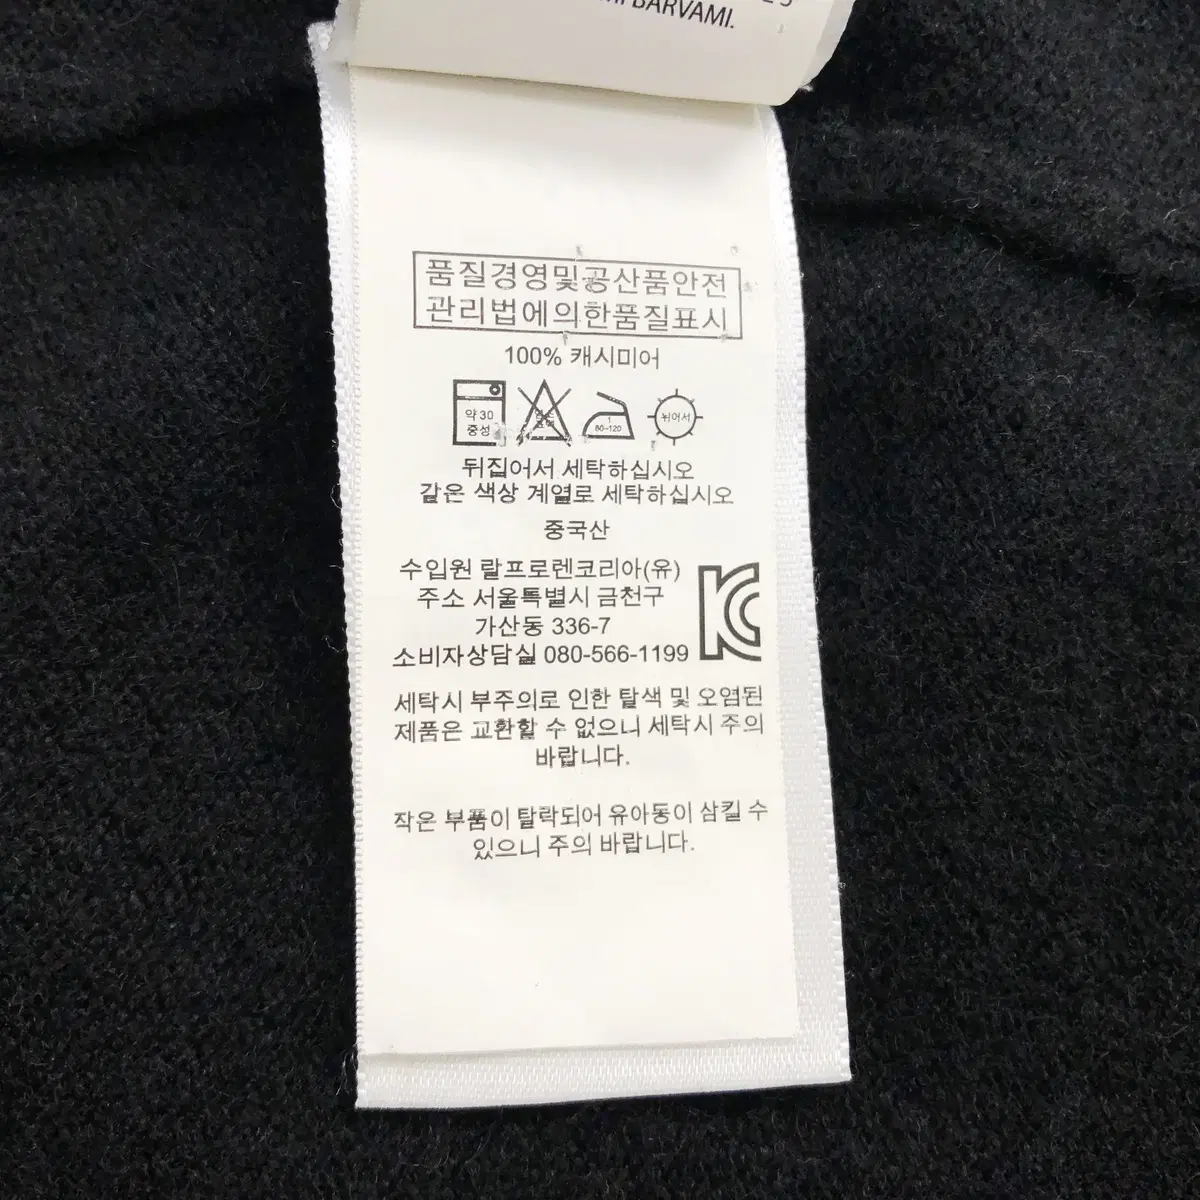 BARVAMI.
품질경영및공산품안전
관리법에의한품질표시
100% 캐시미어
약 30
중성
1
80-120
뉘어서
뒤집어서 세탁하십시오
같은 색상 계열로 세탁하십시오
중국산
수입원 랄프로렌코리아(유)
주소 서울특별시 금천구
가산동 336-7
소비자상담실 080-566-1199
KC
세탁시 부주의로 인한 탈색 및 오염된
제품은 교환할 수 없으니 세탁시 주의
바랍니다.
작은 부품이 탈락되어 유아동이 삼킬 수
있으니 주의 바랍니다.